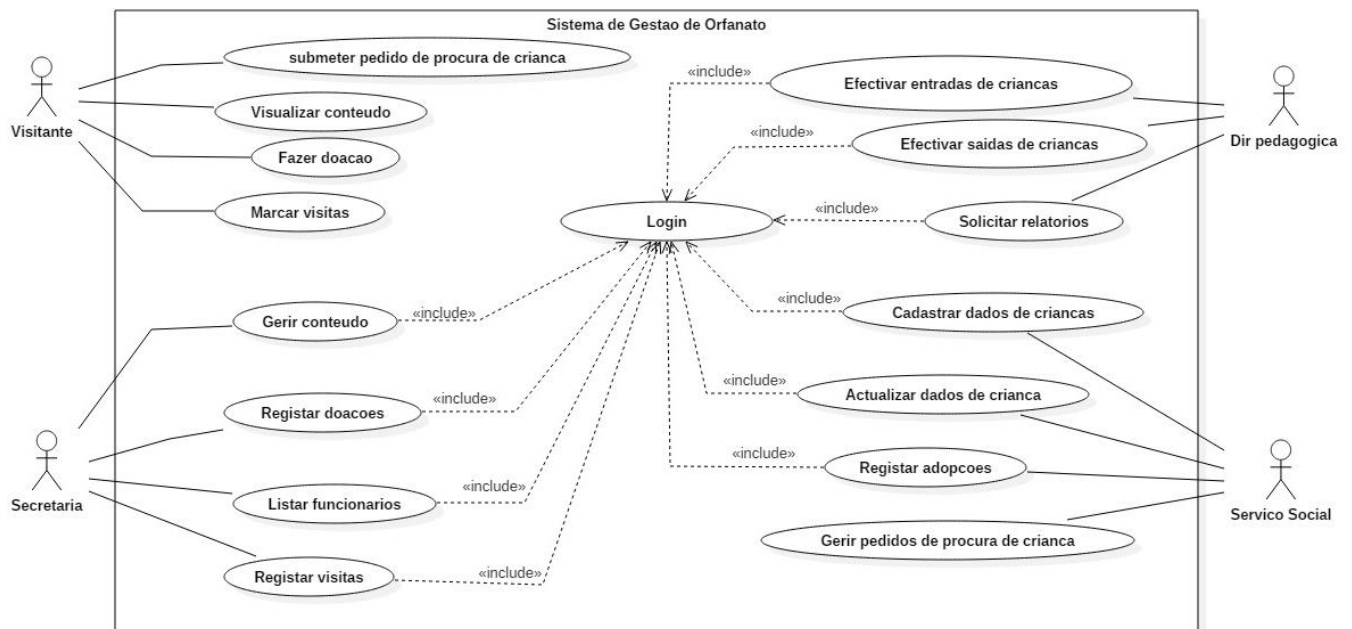 Sistema de Gestao de Orfanato
submeter pedido de procura de crianca
«include»
Efectivar entradas de criancas
Visitante
Visualizar conteudo
«include»
Efectivar saidas de criancas
Dir pedagogica
Fazer doacao
Marcar visitas
Login
«include»
Solicitar relatorios
Gerir conteudo
«include»
«include»
Cadastrar dados de criancas
Registar doacoes
«include»
«include»
Actualizar dados de crianca
Secretaria
Listar funcionarios
«include»
«include»
Registar adopcoes
Servico Social
Gerir pedidos de procura de crianca
Registar visitas
«include»